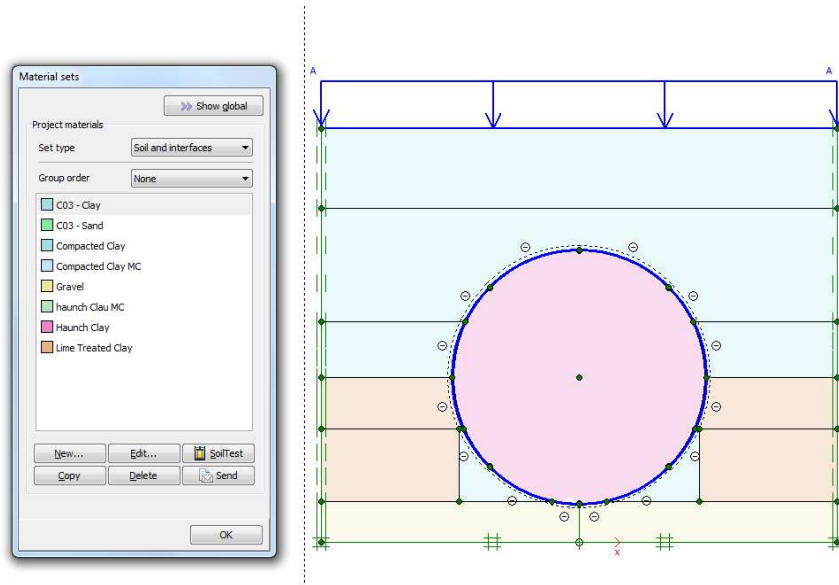 Material sets
Show global
Project materials
Set type
Soil and interfaces
Group order
None
C03 - Clay
C03 - Sand
Compacted Clay
Compacted Clay MC
Gravel
haunch Clau MC
Haunch Clay
Lime Treated Clay
New...
Edit...
SoilTest
Copy
Delete
Send
OK
A
A
x